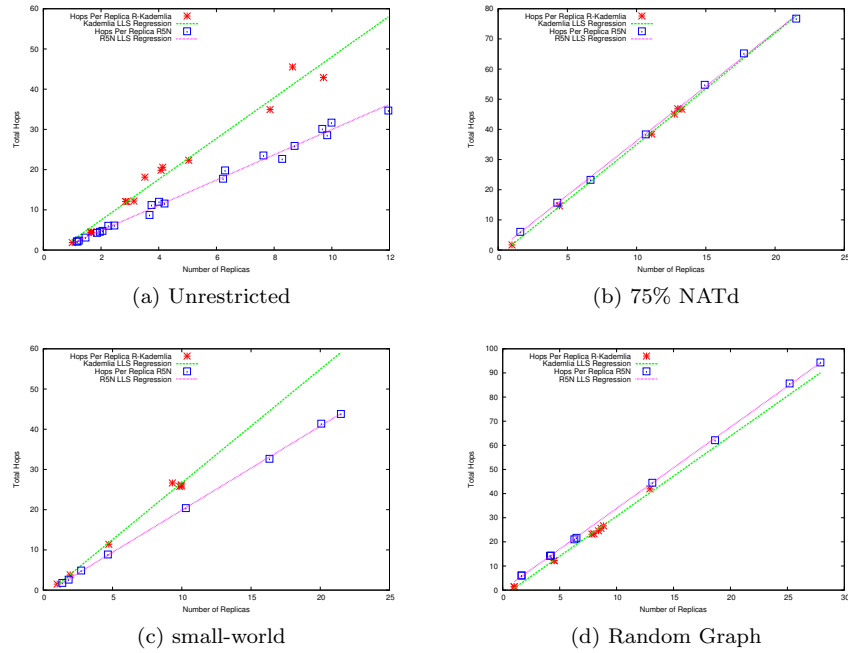 60
50
40
30
20
10
0
Total Hops
Hops Per Replica R-Kademlia
Kademlia LLS Regression
Hops Per Replica R5N
R5N LLS Regression
0 2 4 6 8 10 12
Number of Replicas
(a) Unrestricted
80
70
60
50
40
30
20
10
0
Total Hops
Hops Per Replica R-Kademlia
Kademlia LLS Regression
Hops Per Replica R5N
R5N LLS Regression
0 5 10 15 20 25
Number of Replicas
(b) 75% NATd
60
50
40
30
20
10
0
Total Hops
Hops Per Replica R-Kademlia
Kademlia LLS Regression
Hops Per Replica R5N
R5N LLS Regression
0 5 10 15 20 25
Number of Replicas
(c) small-world
100
90
80
70
60
50
40
30
20
10
0
Total Hops
Hops Per Replica R-Kademlia
Kademlia LLS Regression
Hops Per Replica R5N
R5N LLS Regression
0 5 10 15 20 25 30
Number of Replicas
(d) Random Graph